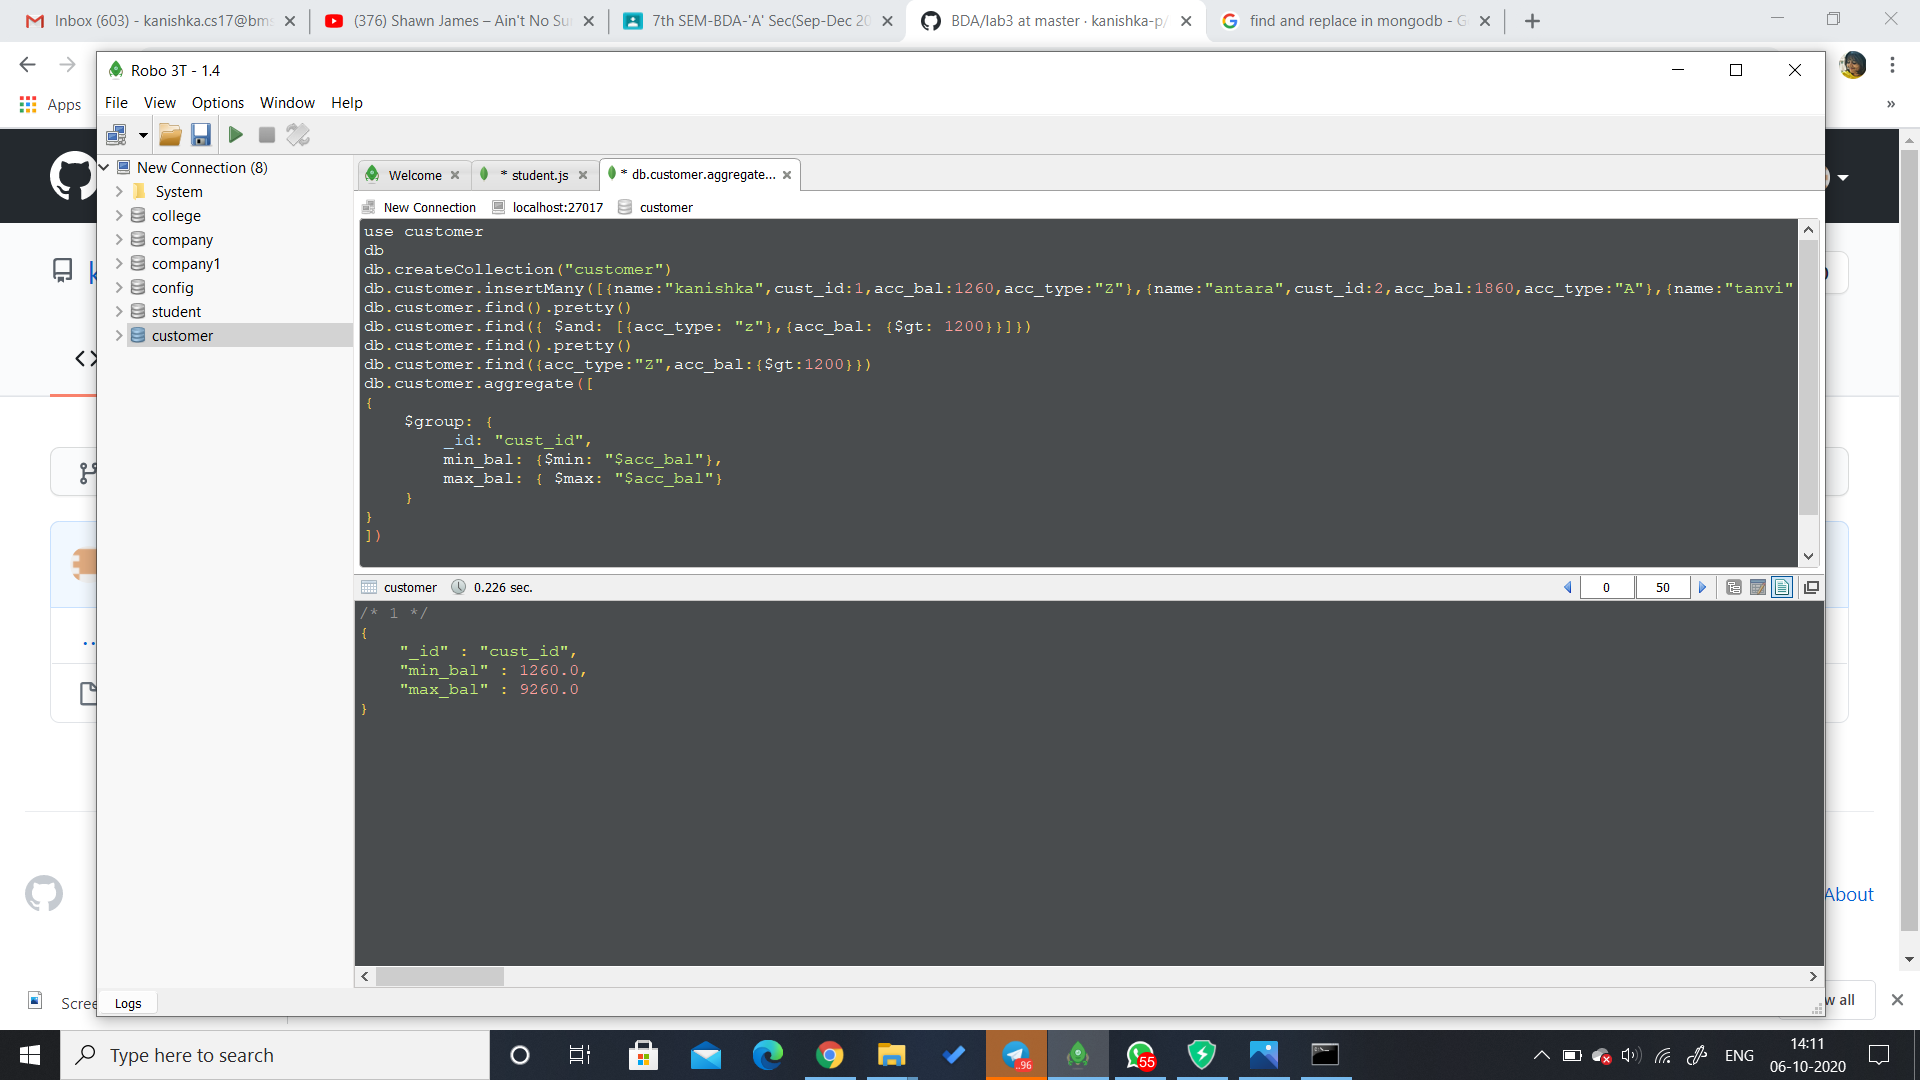 Inbox (603) - kanishka.cs17@bms
(376) Shawn James – Ain't No Su
7th SEM-BDA-'A' Sec(Sep-Dec 20
BDA/lab3 at master · kanishka-p/
find and replace in mongodb - G
Apps
»
Robo 3T - 1.4
File View Options Window Help
New Connection (8)
System
college
company
company1
config
student
customer
Welcome
* student.js
* db.customer.aggregate...
New Connection localhost:27017 customer
use customer
db
db.createCollection("customer")
db.customer.insertMany([{name:"kanishka",cust_id:1,acc_bal:1260,acc_type:"Z"},{name:"antara",cust_id:2,acc_bal:1860,acc_type:"A"},{name:"tanvi"
db.customer.find().pretty()
db.customer.find({ $and: [{acc_type: "z"},{acc_bal: {$gt: 1200}}]})
db.customer.find().pretty()
db.customer.find({acc_type:"Z",acc_bal:{$gt:1200}})
db.customer.aggregate([
{
$group: {
_id: "cust_id",
min_bal: {$min: "$acc_bal"},
max_bal: { $max: "$acc_bal"}
}
}
])
customer 0.226 sec.
0 50
/* 1 */
{
"_id" : "cust_id",
"min_bal" : 1260.0,
"max_bal" : 9260.0
}
k
..
About
Scree
Logs
w all
Type here to search
..96
55
ENG
14:11
06-10-2020